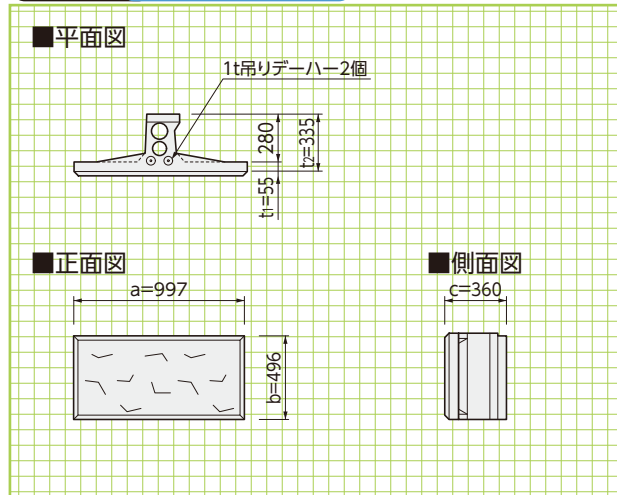 ■平面図
1t吊りデーハー2個
280
t2=335
t1=55
■正面図
a=997
b=496
■側面図
c=360